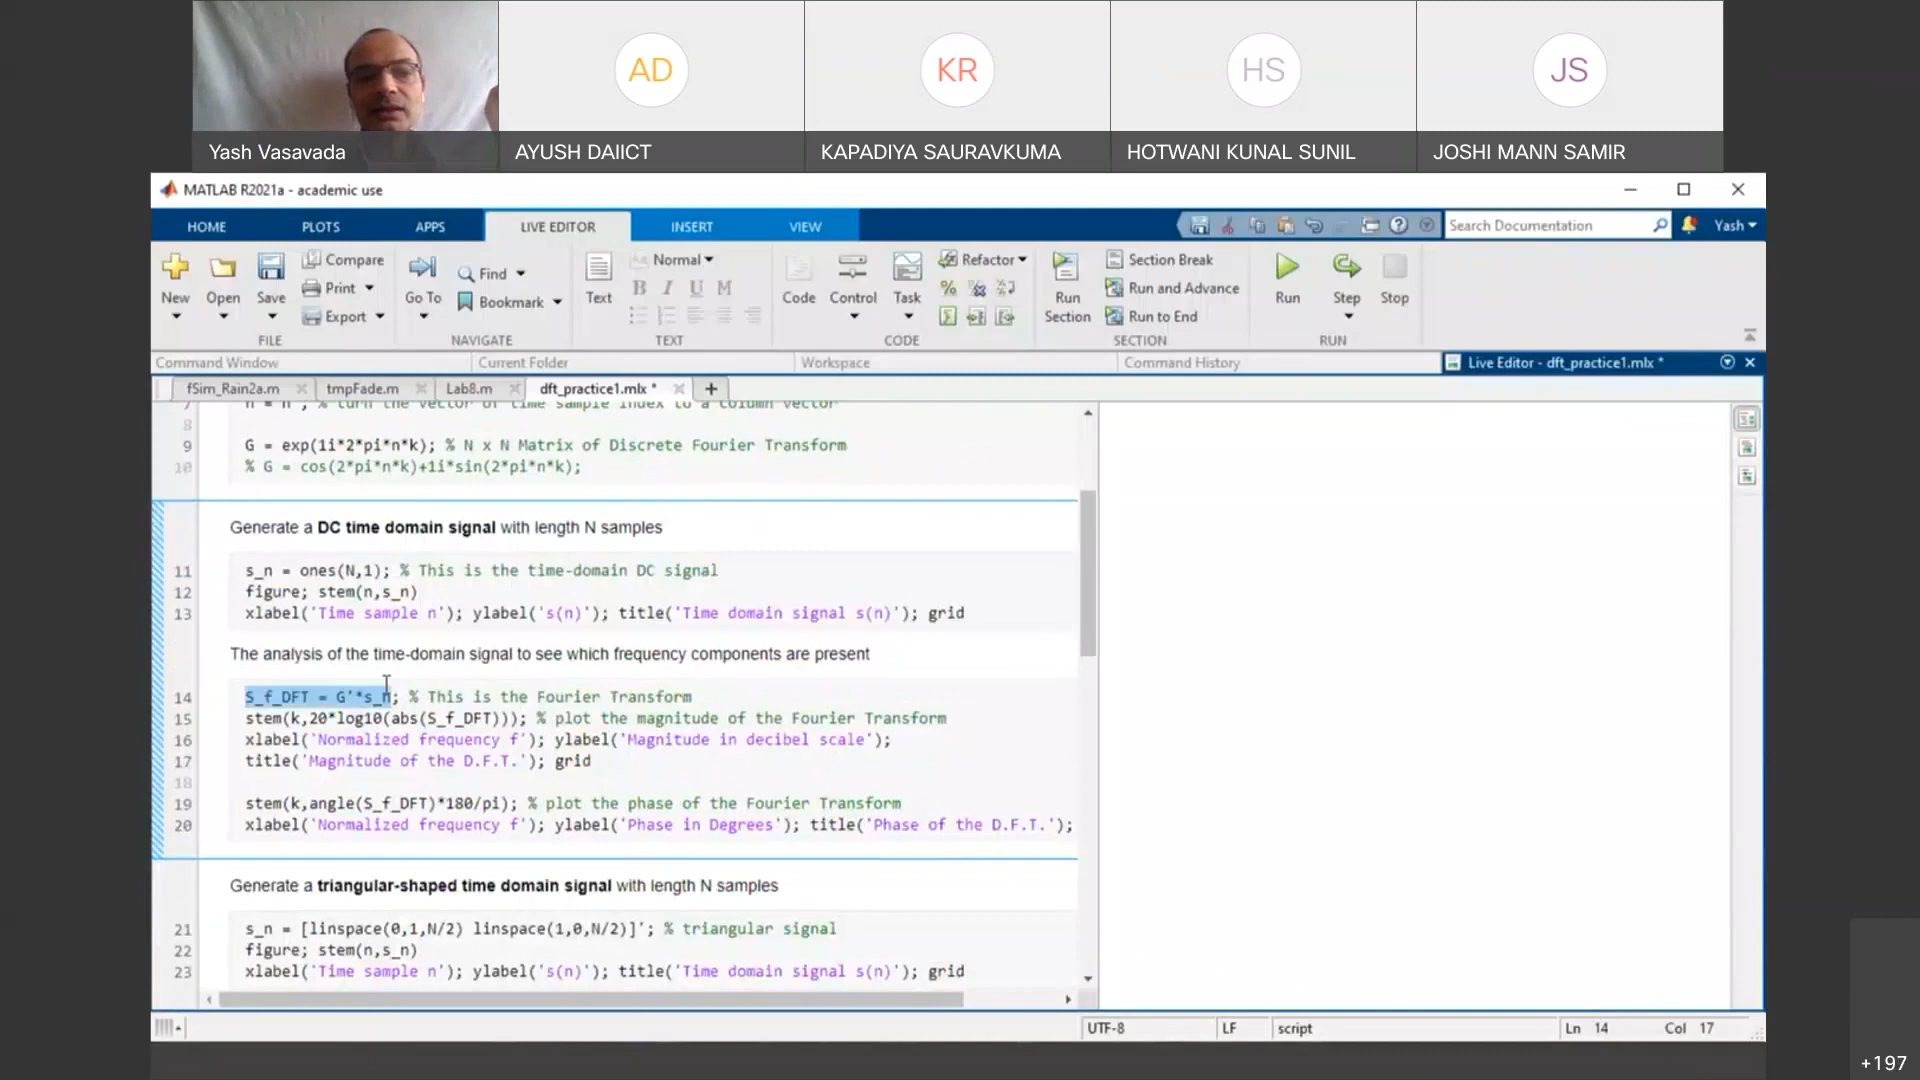 AD
KR
HS
JS
Yash Vasavada
AYUSH DAIICT
KAPADIYA SAURAVKUMA
HOTWANI KUNAL SUNIL
JOSHI MANN SAMIR
MATLAB R2021a - academic use
HOME
PLOTS
APPS
LIVE EDITOR
INSERT
VIEW
Search Documentation
Yash
New
Open
Save
Compare
Print
Export
FILE
Go To
Find
Bookmark
NAVIGATE
Text
Aa Normal
B I U M
TEXT
Code
Control
Task
Refactor
CODE
Run Section
Section Break
Run and Advance
Run to End
SECTION
Run
Step
Stop
RUN
Command Window
Current Folder
Workspace
Command History
Live Editor - dft_practice1.mlx *
fSim_Rain2a.m
tmpFade.m
Lab8.m
dft_practice1.mlx *
7 n = n'; % turn the vector of time sample index to a column vector
8
9 G = exp(1i*2*pi*n*k); % N x N Matrix of Discrete Fourier Transform
10 % G = cos(2*pi*n*k)+1i*sin(2*pi*n*k);
Generate a DC time domain signal with length N samples
11 s_n = ones(N,1); % This is the time-domain DC signal
12 figure; stem(n,s_n)
13 xlabel('Time sample n'); ylabel('s(n)'); title('Time domain signal s(n)'); grid
The analysis of the time-domain signal to see which frequency components are present
14 S_f_DFT = G'*s_n; % This is the Fourier Transform
15 stem(k,20*log10(abs(S_f_DFT))); % plot the magnitude of the Fourier Transform
16 xlabel('Normalized frequency f'); ylabel('Magnitude in decibel scale');
17 title('Magnitude of the D.F.T.'); grid
18
19 stem(k,angle(S_f_DFT)*180/pi); % plot the phase of the Fourier Transform
20 xlabel('Normalized frequency f'); ylabel('Phase in Degrees'); title('Phase of the D.F.T.');
Generate a triangular-shaped time domain signal with length N samples
21 s_n = [linspace(0,1,N/2) linspace(1,0,N/2)]'; % triangular signal
22 figure; stem(n,s_n)
23 xlabel('Time sample n'); ylabel('s(n)'); title('Time domain signal s(n)'); grid
UTF-8
LF
script
Ln 14
Col 17
+197